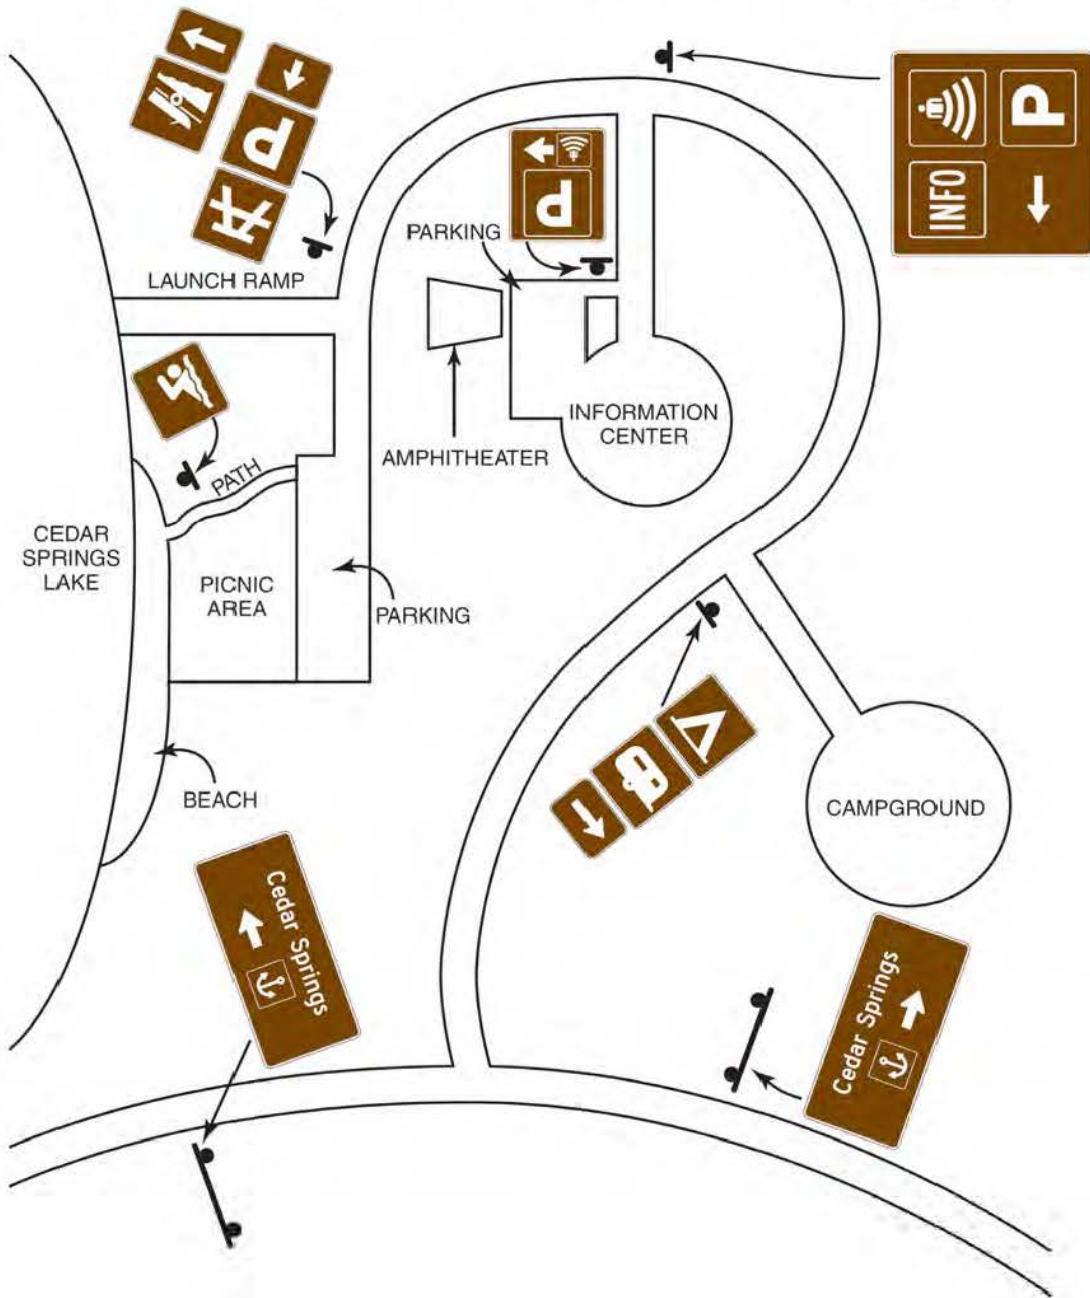 P
INFO
P
P
PARKING
LAUNCH RAMP
INFORMATION
CENTER
AMPHITHEATER
PATH
CEDAR
SPRINGS
LAKE
PICNIC
AREA
PARKING
BEACH
CAMPGROUND
Cedar Springs
Cedar Springs